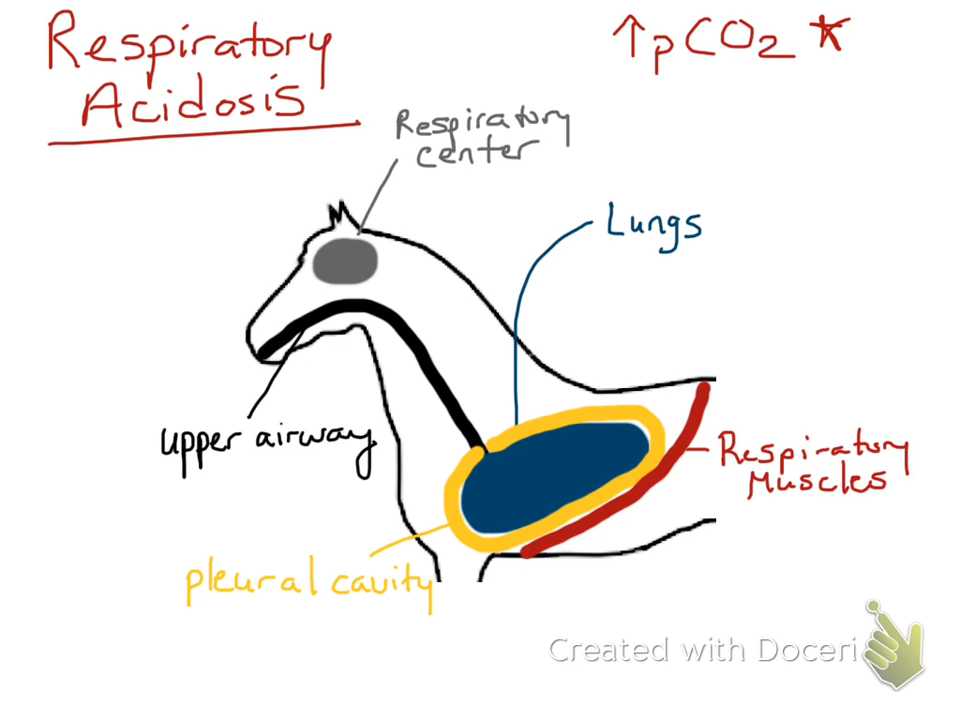 Respiratory
Acidosis
↑pCO2 *
Respiratory
center
Lungs
upper airway
Respiratory
Muscles
pleural cavity
Created with Doceri